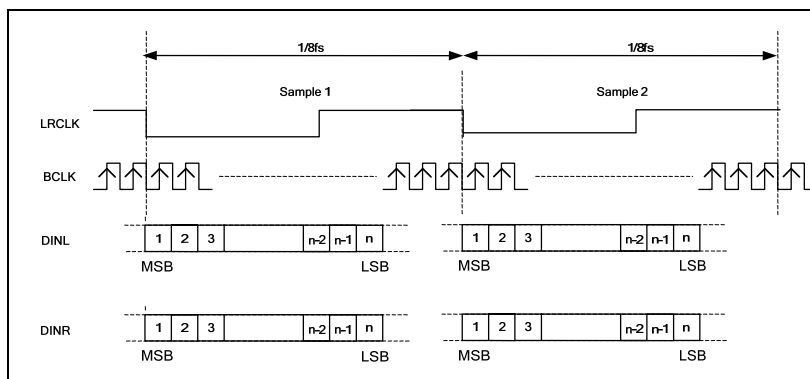 1/8fs 1/8fs
Sample 1 Sample 2
LRCLK
BCLK
DINL 1 2 3 n-2 n-1 n 1 2 3 n-2 n-1 n
MSB LSB MSB LSB
DINR 1 2 3 n-2 n-1 n 1 2 3 n-2 n-1 n
MSB LSB MSB LSB